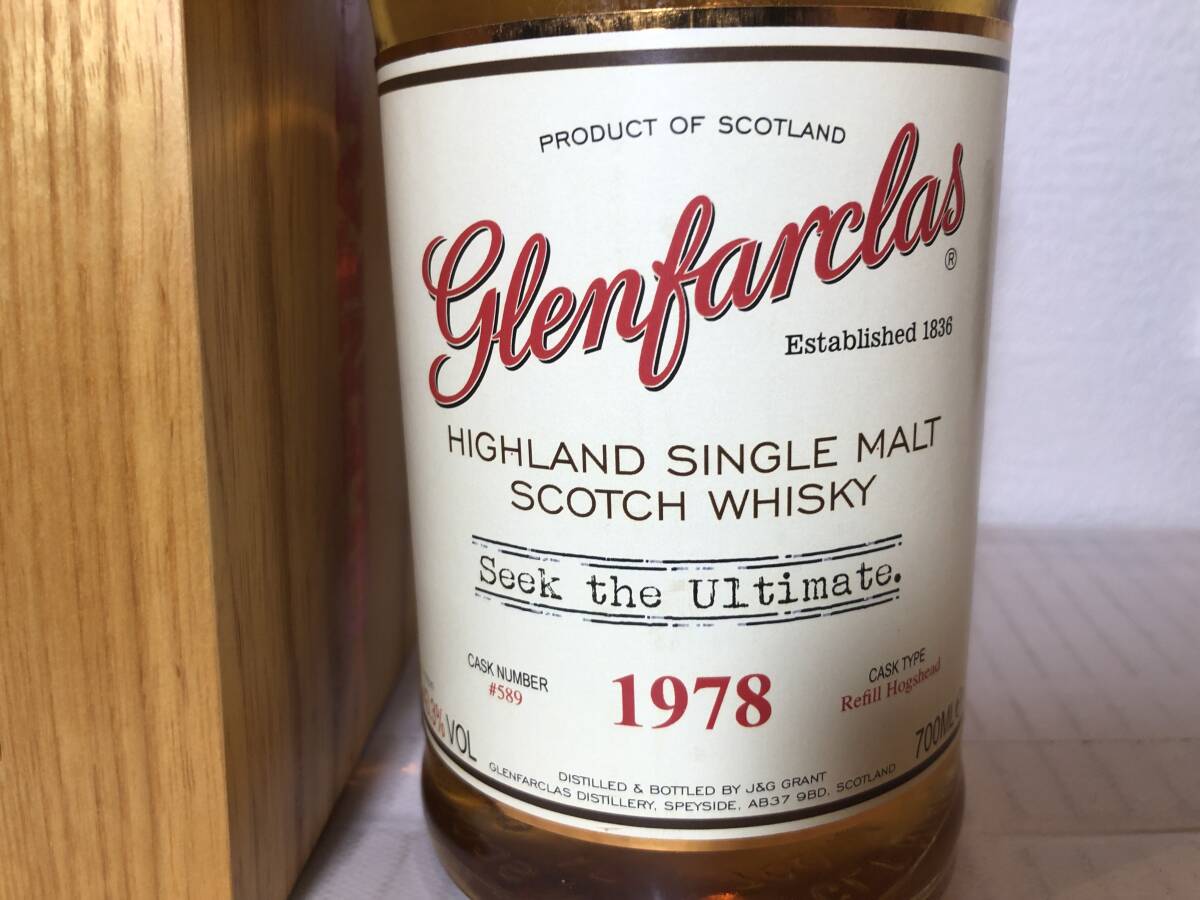 PRODUCT OF SCOTLAND
Glenfarclas®
Established 1836
HIGHLAND SINGLE MALT
SCOTCH WHISKY
Seek the Ultimate.
CASK NUMBER
#589
1978
CASK TYPE
Refill Hogshead
VOL
700ML
DISTILLED & BOTTLED BY J&G GRANT
GLENFARCLAS DISTILLERY, SPEYSIDE, AB37 9BD, SCOTLAND